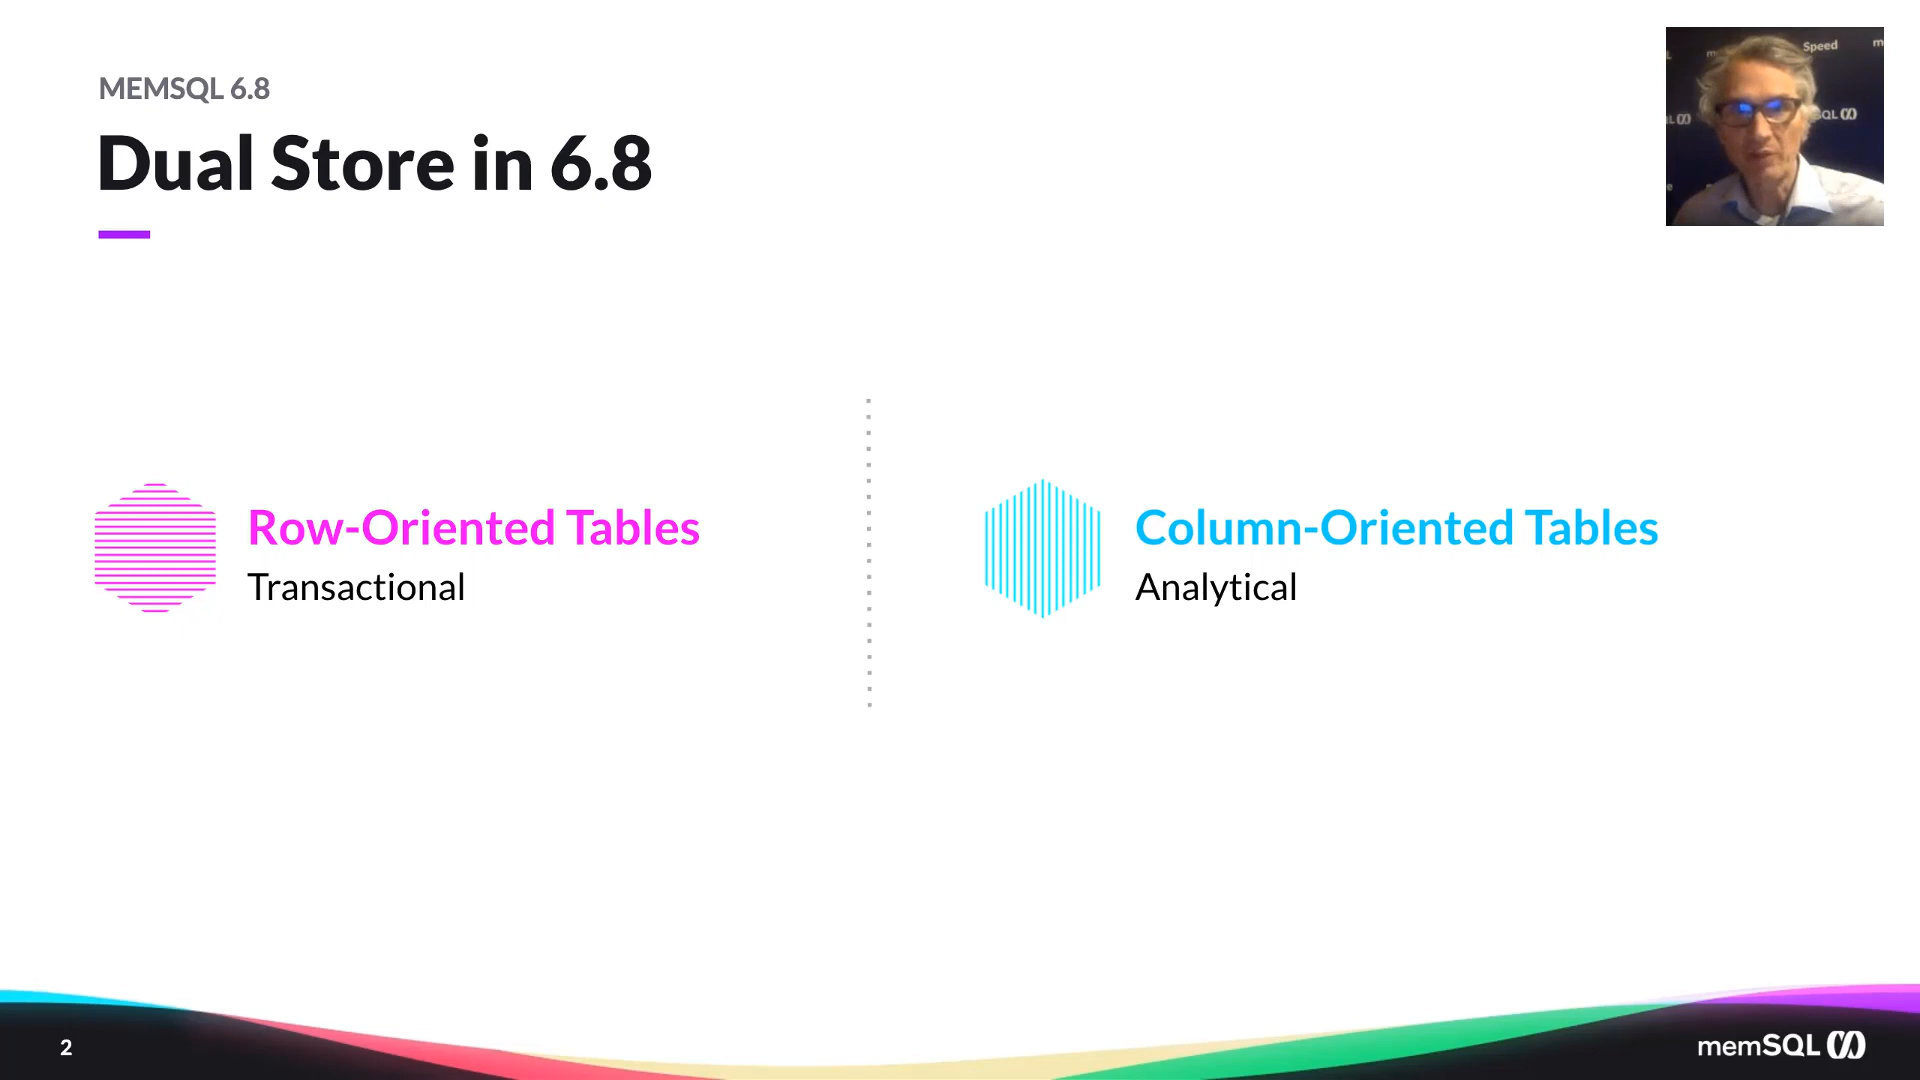 MEMSQL 6.8
Dual Store in 6.8
Speed
SQL
Row-Oriented Tables
Transactional
Column-Oriented Tables
Analytical
2
memSQL